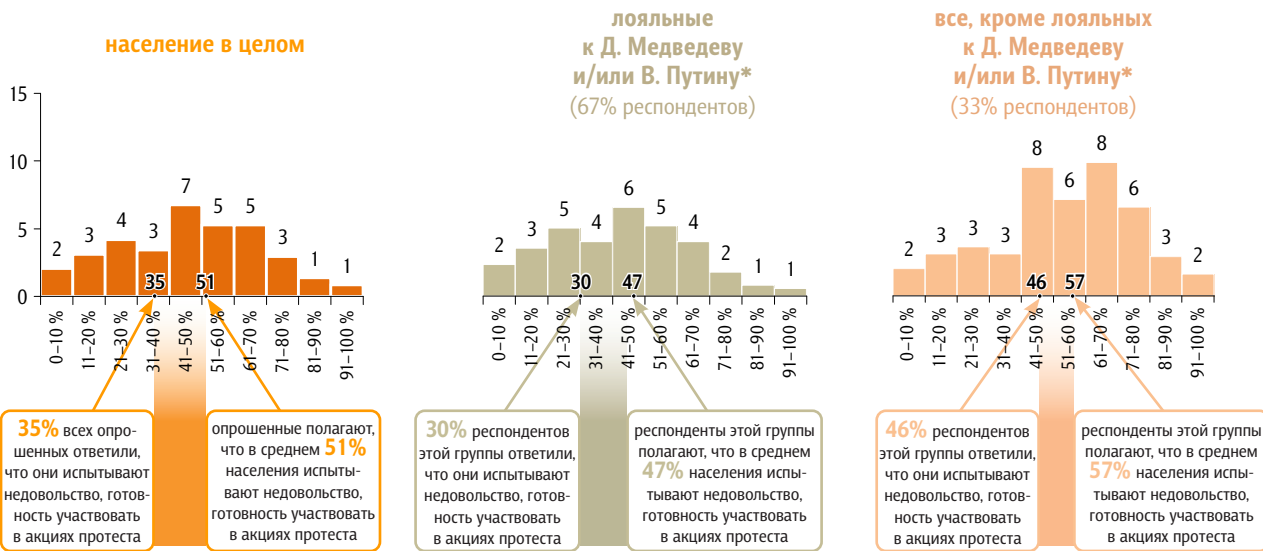 население в целом
15
10
5
0
2
3
4
3
7
5
5
3
1
1
35
51
0–10 %
11–20 %
21–30 %
31–40 %
41–50 %
51–60 %
61–70 %
71–80 %
81–90 %
91–100 %
35% всех опро-
шенных ответили,
что они испытывают
недовольство, готов-
ность участвовать
в акциях протеста
опрошенные полагают,
что в среднем 51%
населения испыты-
вают недовольство,
готовность участвовать
в акциях протеста
лояльные
к Д. Медведеву
и/или В. Путину*
(67% респондентов)
2
3
5
4
6
5
4
2
1
1
30
47
0–10 %
11–20 %
21–30 %
31–40 %
41–50 %
51–60 %
61–70 %
71–80 %
81–90 %
91–100 %
30% респондентов
этой группы ответили,
что они испытывают
недовольство, готов-
ность участвовать
в акциях протеста
респонденты этой группы
полагают, что в среднем
47% населения испы-
тывают недовольство,
готовность участвовать
в акциях протеста
все, кроме лояльных
к Д. Медведеву
и/или В. Путину*
(33% респондентов)
2
3
3
3
8
6
8
6
3
2
46
57
0–10 %
11–20 %
21–30 %
31–40 %
41–50 %
51–60 %
61–70 %
71–80 %
81–90 %
91–100 %
46% респондентов
этой группы ответили,
что они испытывают
недовольство, готов-
ность участвовать
в акциях протеста
респонденты этой группы
полагают, что в среднем
57% населения испы-
тывают недовольство,
готовность участвовать
в акциях протеста